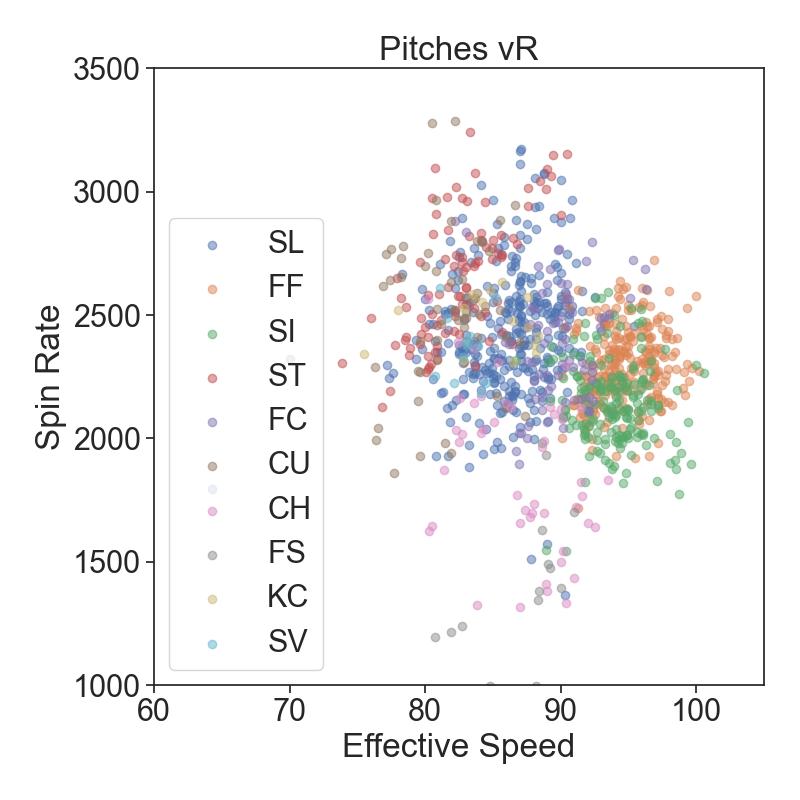 Pitches vR
3500
3000
2500
2000
1500
1000
Spin Rate
SL
FF
SI
ST
FC
CU
CH
FS
KC
SV
60
70
80
90
100
Effective Speed